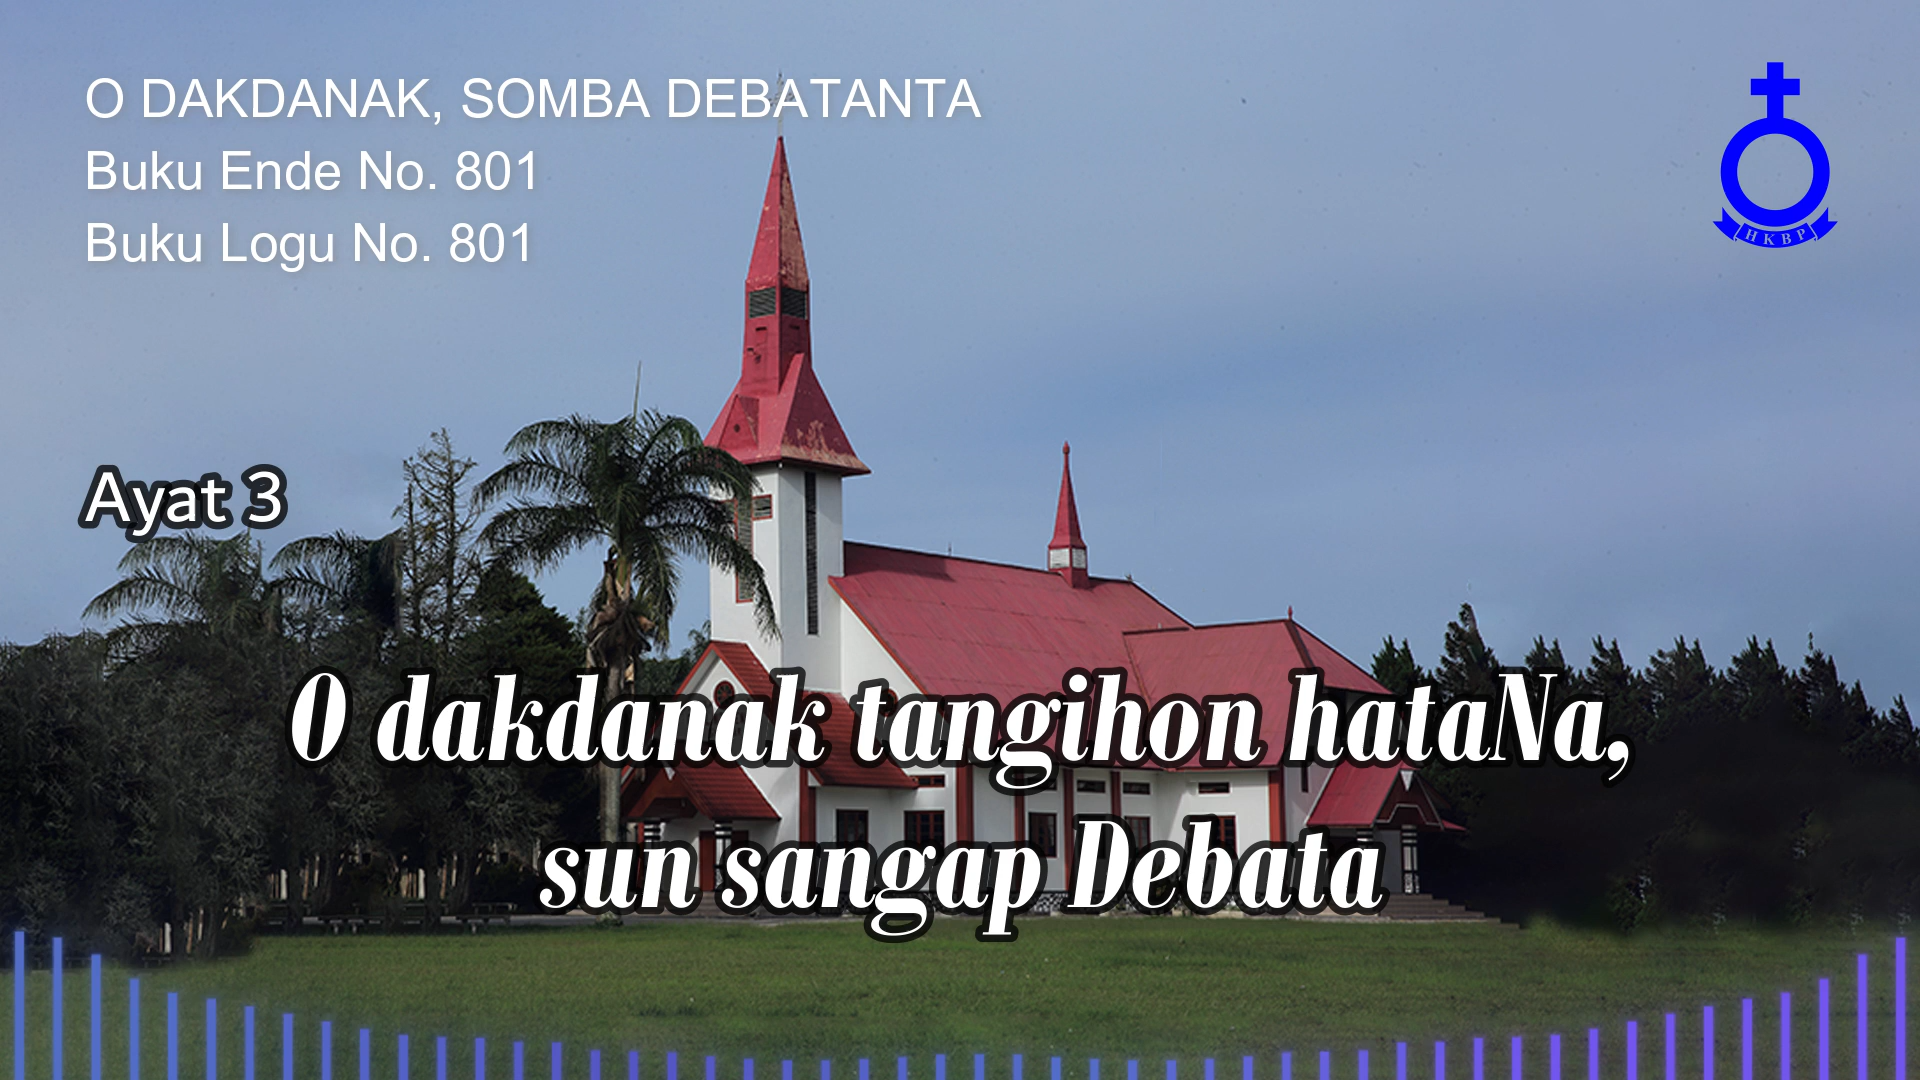 O DAKDANAK, SOMBA DEBATANTA
Buku Ende No. 801
Buku Logu No. 801
HKBP
Ayat 3
O dakdanak tangihon hataNa,
sun sangap Debata